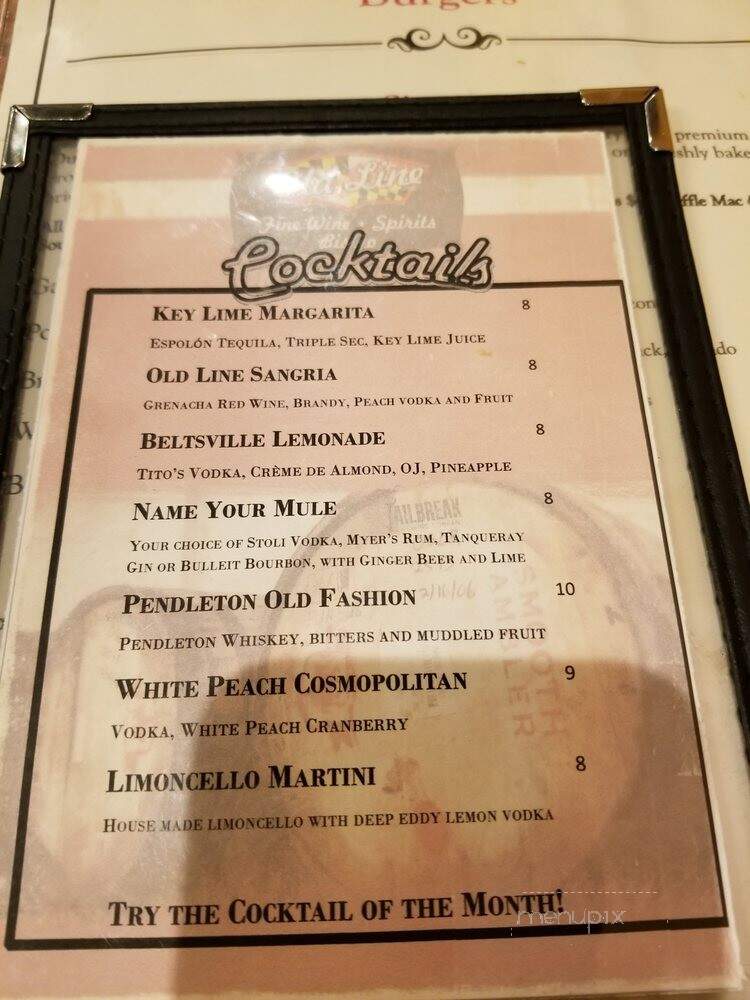 Burgers
Old Line
Fine Wine • Spirits
Bistro
Cocktails
premium
shly bake
ffle Mac &
KEY LIME MARGARITA 8
ESPOLÓN TEQUILA, TRIPLE SEC, KEY LIME JUICE
OLD LINE SANGRIA 8
GRENACHA RED WINE, BRANDY, PEACH VODKA AND FRUIT
BELTSVILLE LEMONADE 8
TITO'S VODKA, CRÈME DE ALMOND, OJ, PINEAPPLE
NAME YOUR MULE 8
YOUR CHOICE OF STOLI VODKA, MYER'S RUM, TANQUERAY
GIN OR BULLEIT BOURBON, WITH GINGER BEER AND LIME
PENDLETON OLD FASHION 10
PENDLETON WHISKEY, BITTERS AND MUDDLED FRUIT
WHITE PEACH COSMOPOLITAN 9
VODKA, WHITE PEACH CRANBERRY
LIMONCELLO MARTINI 8
HOUSE MADE LIMONCELLO WITH DEEP EDDY LEMON VODKA
TRY THE COCKTAIL OF THE MONTH!
JAILBREAK
SMOOTH
AMBLER
menupix